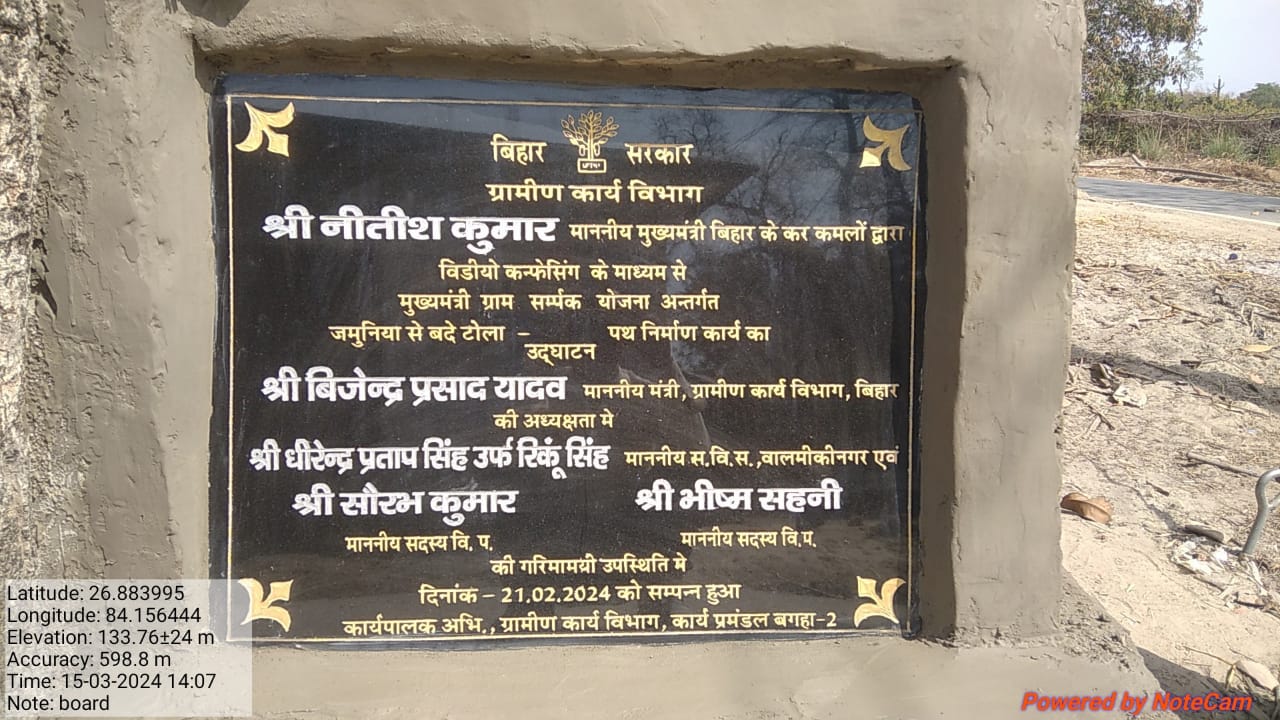 बिहार सरकार
ग्रामीण कार्य विभाग
श्री नीतीश कुमार माननीय मुख्यमंत्री बिहार के कर कमलों द्वारा
विडीयो कन्फेसिंग के माध्यम से
मुख्यमंत्री ग्राम सर्म्पक योजना अन्तर्गत
जमुनिया से बदे टोला – पथ निर्माण कार्य का
उद्घाटन
श्री बिजेन्द्र प्रसाद यादव माननीय मंत्री, ग्रामीण कार्य विभाग, बिहार
की अध्यक्षता मे
श्री धीरेन्द्र प्रताप सिंह उर्फ रिंकू सिंह माननीय स.वि.स.,वालमीकीनगर एवं
श्री सौरभ कुमार श्री भीष्म सहनी
माननीय सदस्य वि. प. माननीय सदस्य वि.प.
की गरिमामयी उपस्थिति मे
दिनांक – 21.02.2024 को सम्पन्न हुआ
कार्यपालक अभि., ग्रामीण कार्य विभाग, कार्य प्रमंडल बगहा-2
Latitude: 26.883995
Longitude: 84.156444
Elevation: 133.76±24 m
Accuracy: 598.8 m
Time: 15-03-2024 14:07
Note: board
Powered by NoteCam